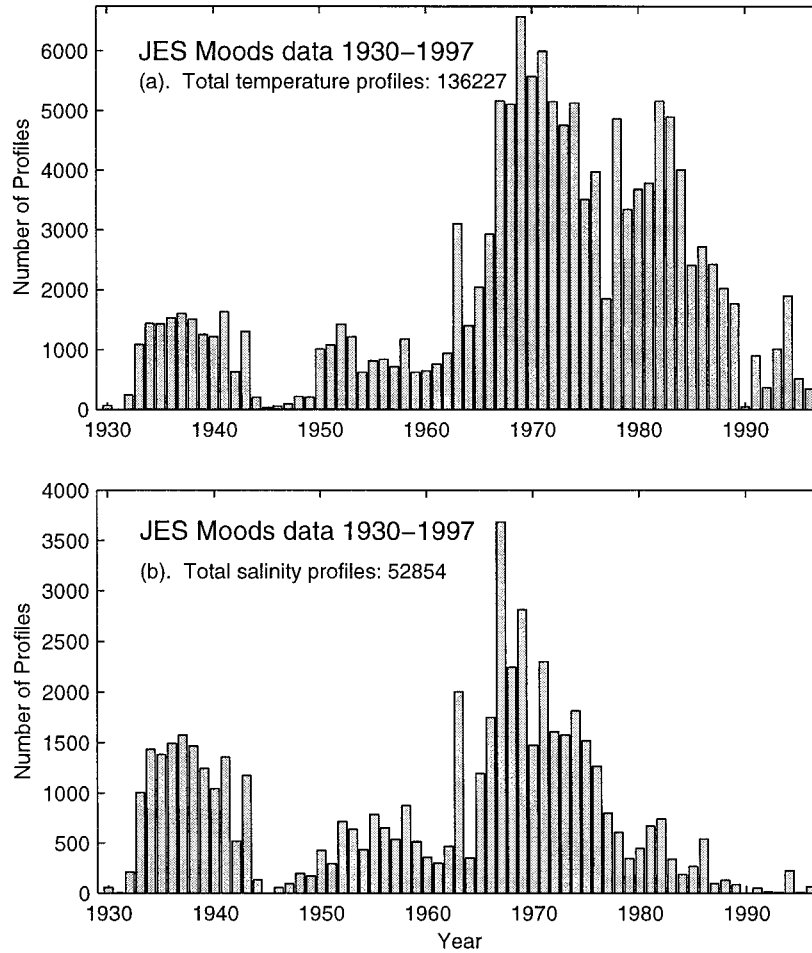 JES Moods data 1930–1997
(a). Total temperature profiles: 136227
Number of Profiles
6000
5000
4000
3000
2000
1000
0
1930 1940 1950 1960 1970 1980 1990
JES Moods data 1930–1997
(b). Total salinity profiles: 52854
Number of Profiles
4000
3500
3000
2500
2000
1500
1000
500
0
1930 1940 1950 1960 1970 1980 1990
Year